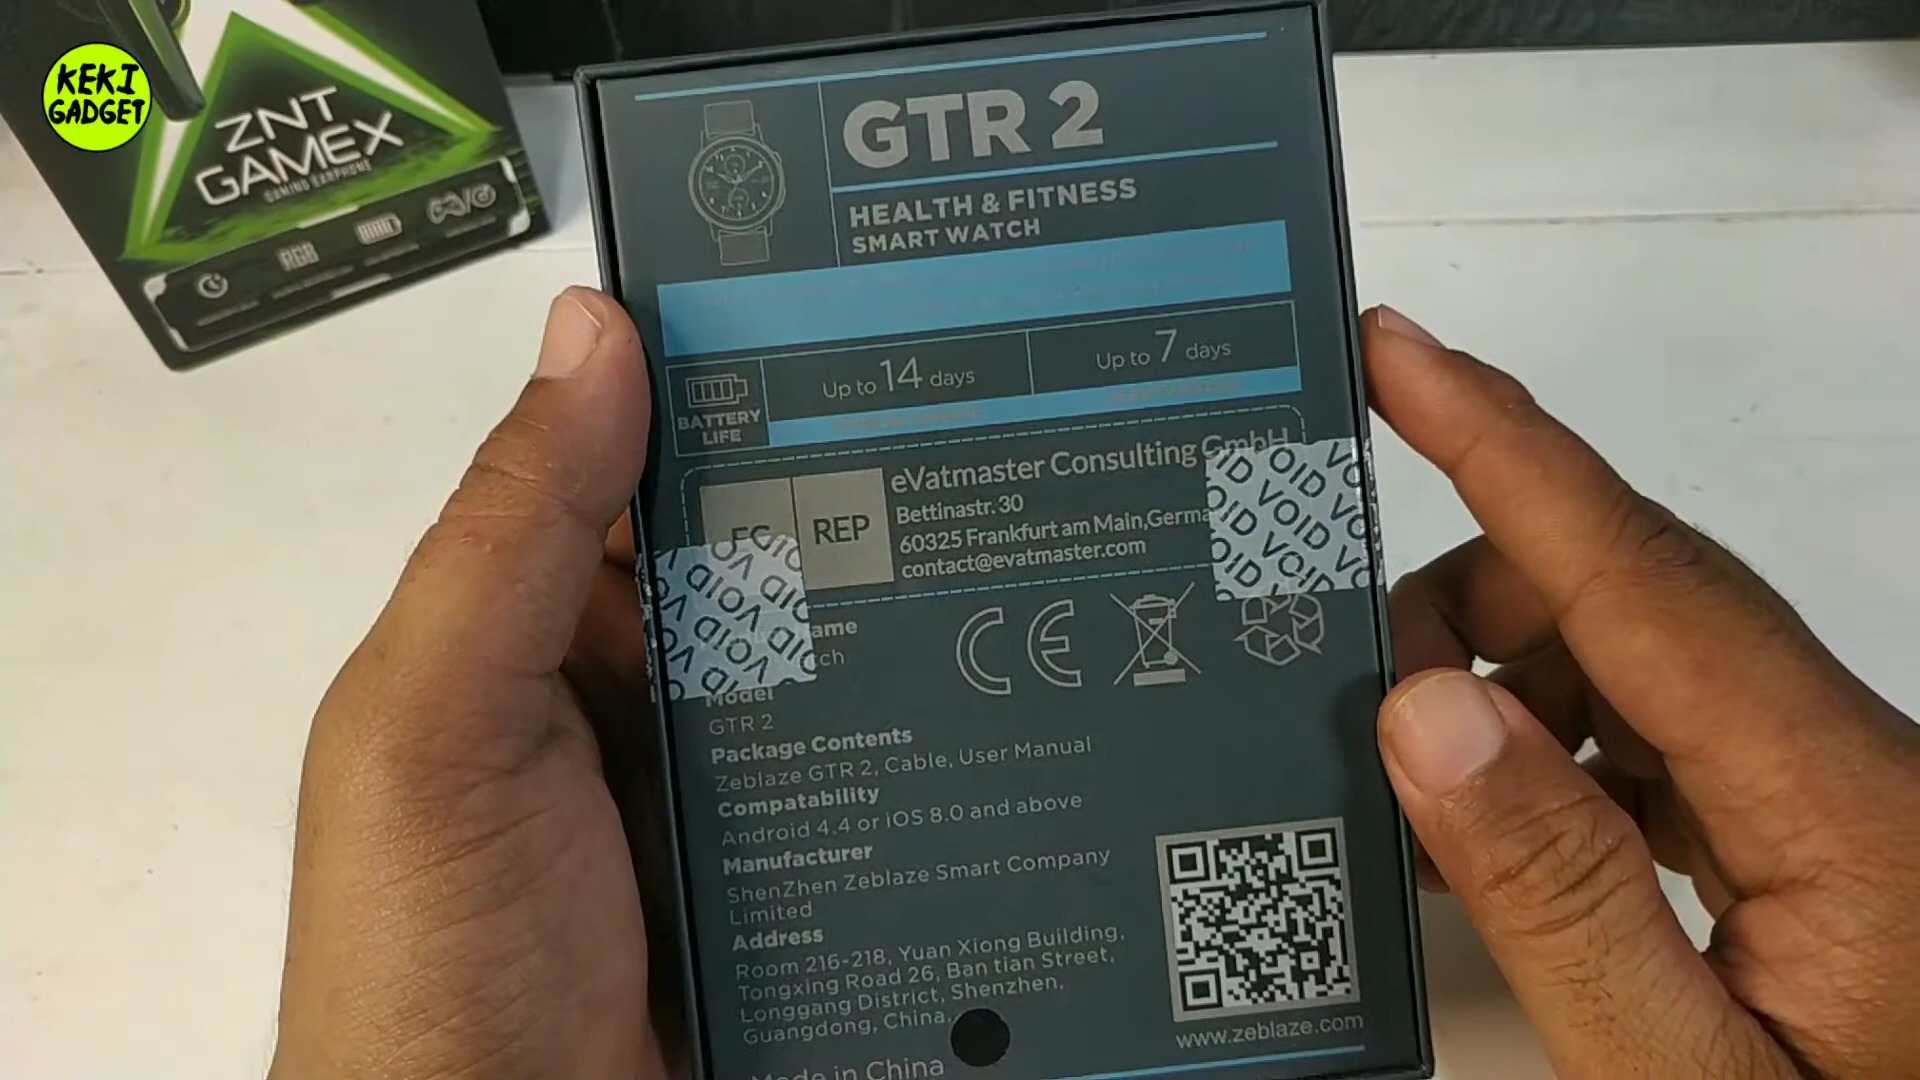 KEKI
GADGET
ZNT
GAMEX
GAMING EARPHONE
RGB
GTR 2
HEALTH & FITNESS
SMART WATCH
BATTERY
LIFE
Up to 14 days
Up to 7 days
eVatmaster Consulting GmbH
Bettinastr. 30
60325 Frankfurt am Main,Germa
contact@evatmaster.com
REP
VOID VOID VOID
CE
ame
ch
Model
GTR 2
Package Contents
Zeblaze GTR 2, Cable, User Manual
Compatability
Android 4.4 or iOS 8.0 and above
Manufacturer
ShenZhen Zeblaze Smart Company
Limited
Address
Room 216-218, Yuan Xiong Building,
Tongxing Road 26, Ban tian Street,
Longgang District, Shenzhen,
Guangdong, China.
Made in China
www.zeblaze.com